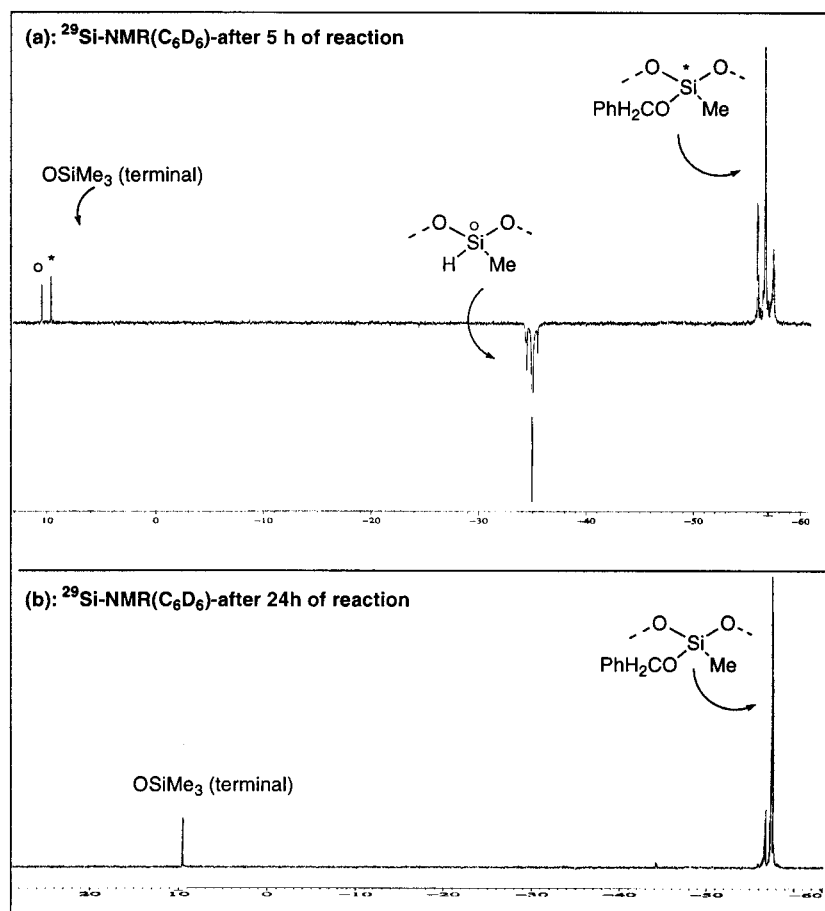 (a): ²⁹Si-NMR(C₆D₆)-after 5 h of reaction
*
O Si O
PhH₂CO Me
OSiMe₃ (terminal)
o
O Si O
H Me
o *
10 0 -10 -20 -30 -40 -50 -60
(b): ²⁹Si-NMR(C₆D₆)-after 24h of reaction
O Si O
PhH₂CO Me
OSiMe₃ (terminal)
20 10 0 -10 -20 -30 -40 -50 -60